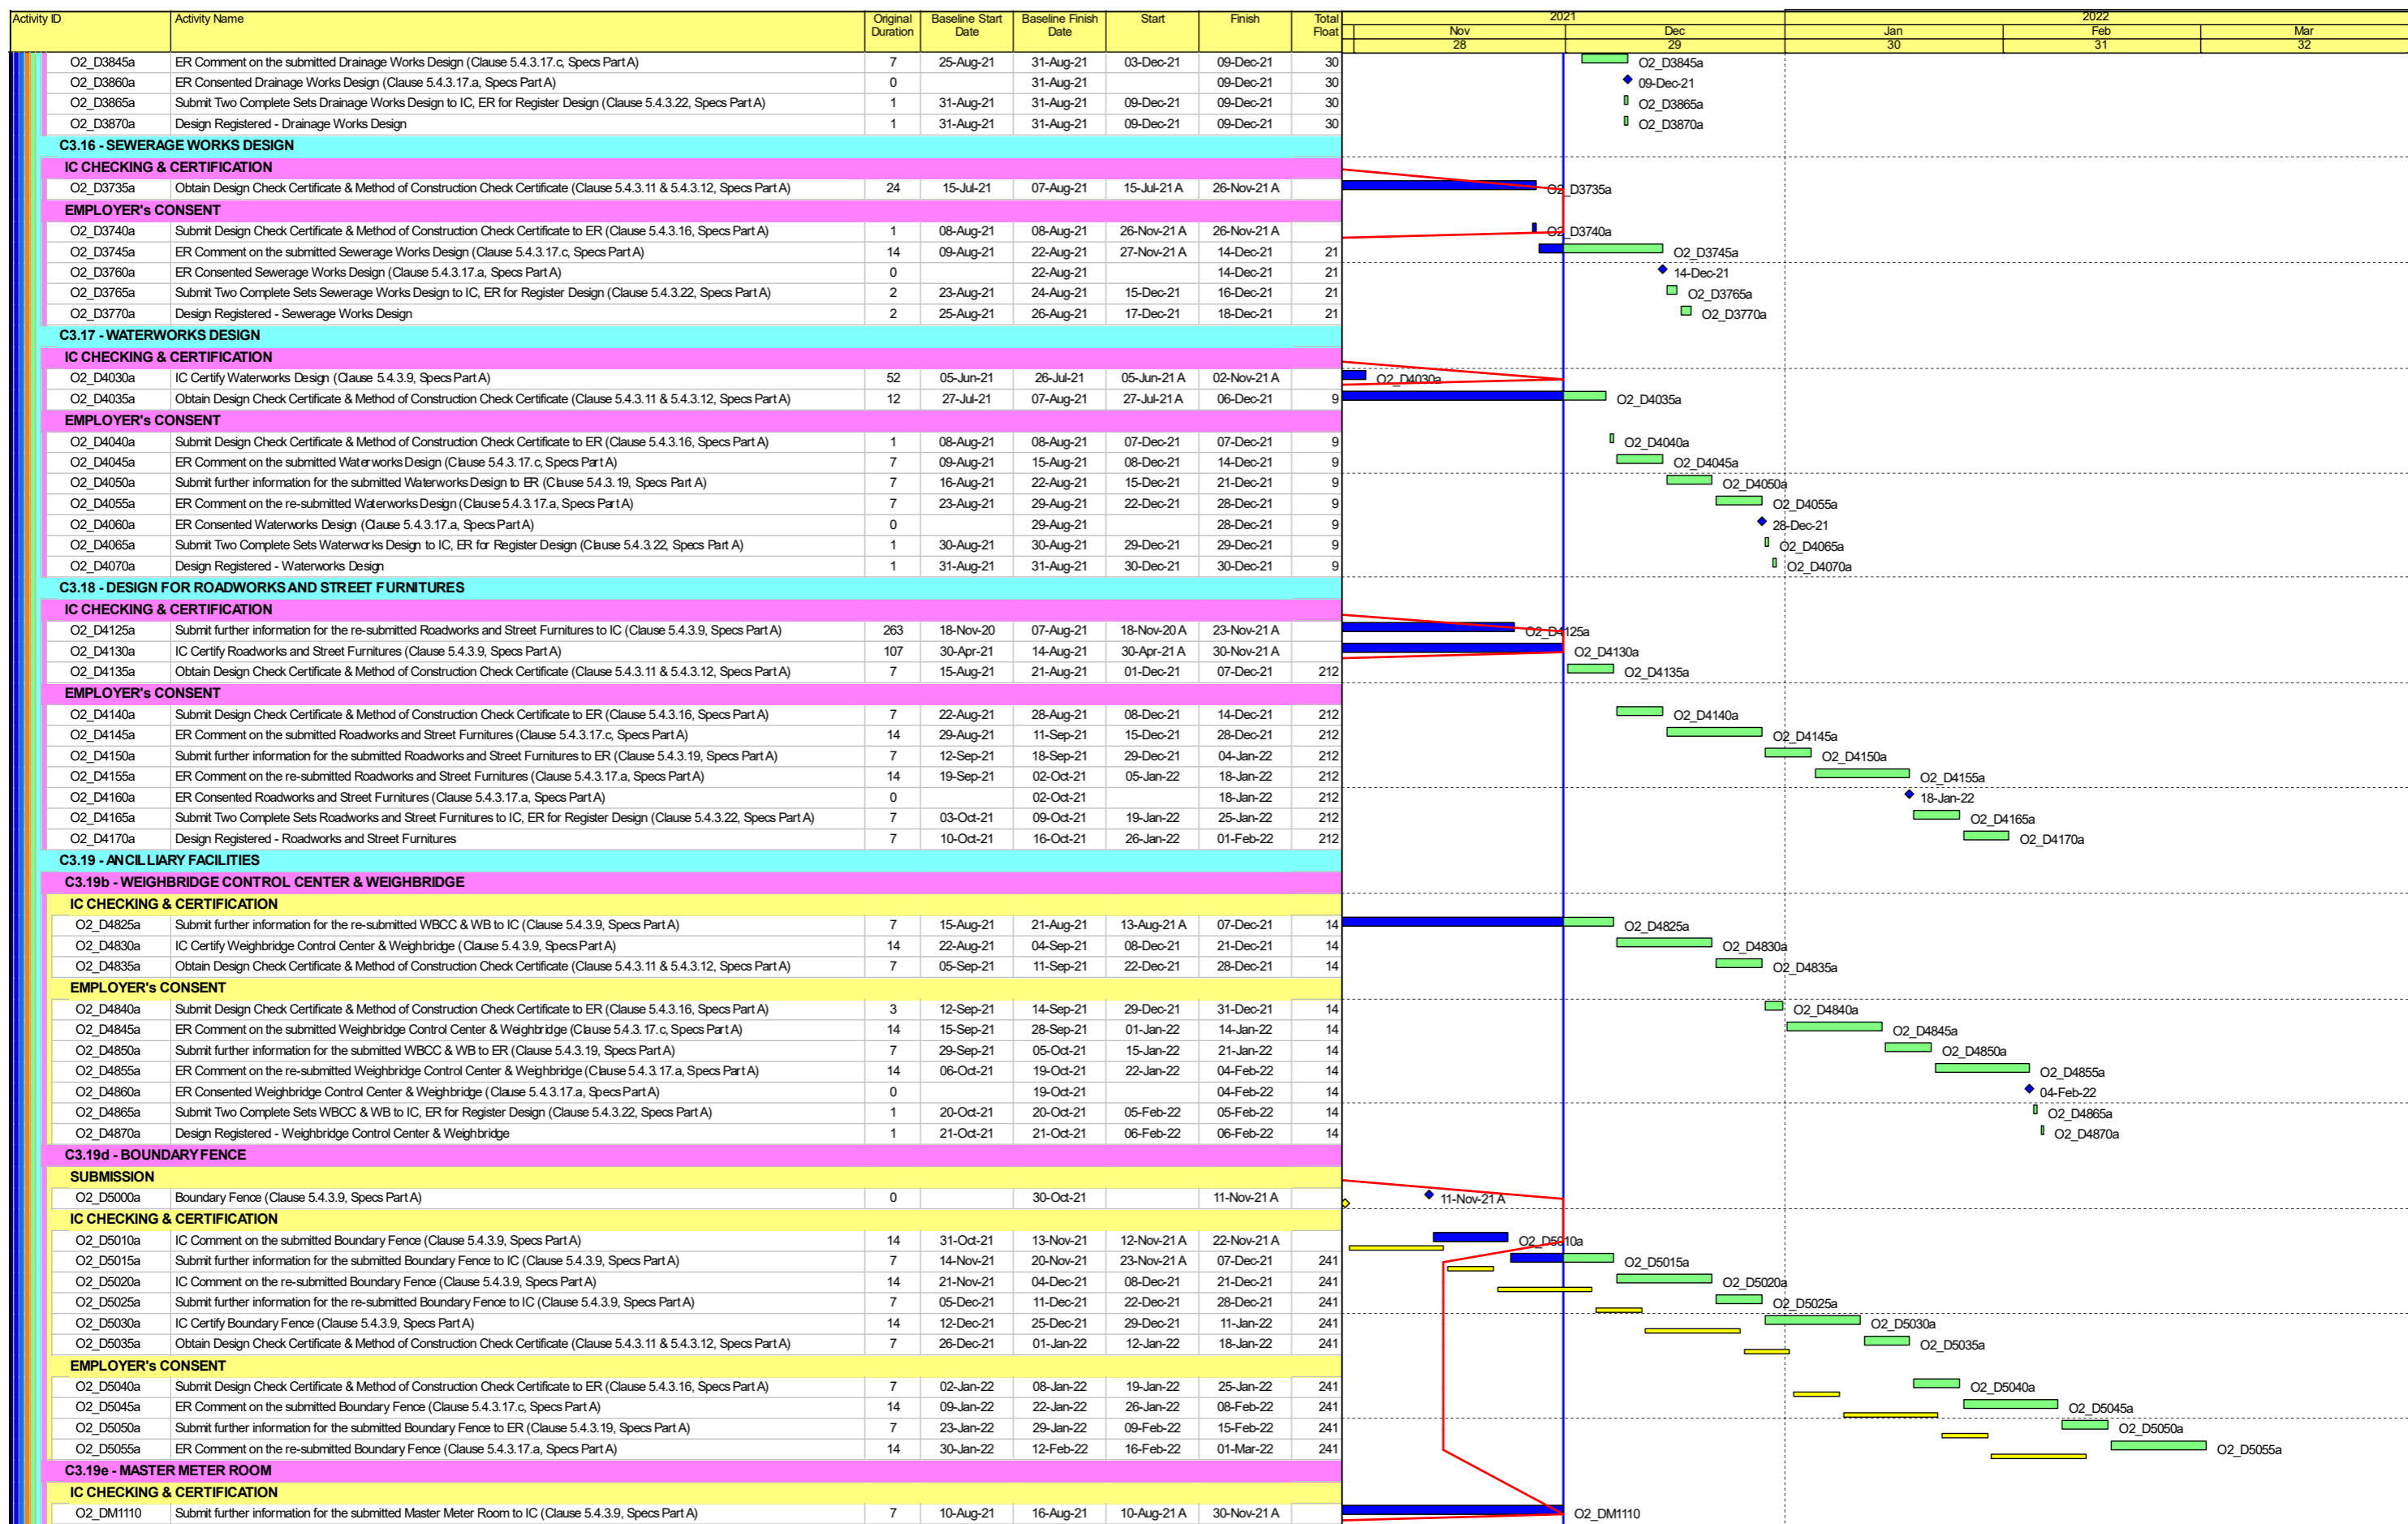 Activity ID Activity Name Original Duration Baseline Start Date Baseline Finish Date Start Finish Total Float 2021 2022
Nov Dec Jan Feb Mar
28 29 30 31 32
O2_D3845a ER Comment on the submitted Drainage Works Design (Clause 5.4.3.17.c, Specs Part A) 7 25-Aug-21 31-Aug-21 03-Dec-21 09-Dec-21 30 O2_D3845a
O2_D3860a ER Consented Drainage Works Design (Clause 5.4.3.17.a, Specs Part A) 0 31-Aug-21 09-Dec-21 30 09-Dec-21
O2_D3865a Submit Two Complete Sets Drainage Works Design to IC, ER for Register Design (Clause 5.4.3.22, Specs Part A) 1 31-Aug-21 31-Aug-21 09-Dec-21 09-Dec-21 30 O2_D3865a
O2_D3870a Design Registered - Drainage Works Design 1 31-Aug-21 31-Aug-21 09-Dec-21 09-Dec-21 30 O2_D3870a
C3.16 - SEWERAGE WORKS DESIGN
IC CHECKING & CERTIFICATION
O2_D3735a Obtain Design Check Certificate & Method of Construction Check Certificate (Clause 5.4.3.11 & 5.4.3.12, Specs Part A) 24 15-Jul-21 07-Aug-21 15-Jul-21 A 26-Nov-21 A O2_D3735a
EMPLOYER's CONSENT
O2_D3740a Submit Design Check Certificate & Method of Construction Check Certificate to ER (Clause 5.4.3.16, Specs Part A) 1 08-Aug-21 08-Aug-21 26-Nov-21 A 26-Nov-21 A O2_D3740a
O2_D3745a ER Comment on the submitted Sewerage Works Design (Clause 5.4.3.17.c, Specs Part A) 14 09-Aug-21 22-Aug-21 27-Nov-21 A 14-Dec-21 21 O2_D3745a
O2_D3760a ER Consented Sewerage Works Design (Clause 5.4.3.17.a, Specs Part A) 0 22-Aug-21 14-Dec-21 21 14-Dec-21
O2_D3765a Submit Two Complete Sets Sewerage Works Design to IC, ER for Register Design (Clause 5.4.3.22, Specs Part A) 2 23-Aug-21 24-Aug-21 15-Dec-21 16-Dec-21 21 O2_D3765a
O2_D3770a Design Registered - Sewerage Works Design 2 25-Aug-21 26-Aug-21 17-Dec-21 18-Dec-21 21 O2_D3770a
C3.17 - WATERWORKS DESIGN
IC CHECKING & CERTIFICATION
O2_D4030a IC Certify Waterworks Design (Clause 5.4.3.9, Specs Part A) 52 05-Jun-21 26-Jul-21 05-Jun-21 A 02-Nov-21 A O2_D4030a
O2_D4035a Obtain Design Check Certificate & Method of Construction Check Certificate (Clause 5.4.3.11 & 5.4.3.12, Specs Part A) 12 27-Jul-21 07-Aug-21 27-Jul-21 A 06-Dec-21 9 O2_D4035a
EMPLOYER's CONSENT
O2_D4040a Submit Design Check Certificate & Method of Construction Check Certificate to ER (Clause 5.4.3.16, Specs Part A) 1 08-Aug-21 08-Aug-21 07-Dec-21 07-Dec-21 9 O2_D4040a
O2_D4045a ER Comment on the submitted Waterworks Design (Clause 5.4.3.17.c, Specs Part A) 7 09-Aug-21 15-Aug-21 08-Dec-21 14-Dec-21 9 O2_D4045a
O2_D4050a Submit further information for the submitted Waterworks Design to ER (Clause 5.4.3.19, Specs Part A) 7 16-Aug-21 22-Aug-21 15-Dec-21 21-Dec-21 9 O2_D4050a
O2_D4055a ER Comment on the re-submitted Waterworks Design (Clause 5.4.3.17.a, Specs Part A) 7 23-Aug-21 29-Aug-21 22-Dec-21 28-Dec-21 9 O2_D4055a
O2_D4060a ER Consented Waterworks Design (Clause 5.4.3.17.a, Specs Part A) 0 29-Aug-21 28-Dec-21 9 28-Dec-21
O2_D4065a Submit Two Complete Sets Waterworks Design to IC, ER for Register Design (Clause 5.4.3.22, Specs Part A) 1 30-Aug-21 30-Aug-21 29-Dec-21 29-Dec-21 9 O2_D4065a
O2_D4070a Design Registered - Waterworks Design 1 31-Aug-21 31-Aug-21 30-Dec-21 30-Dec-21 9 O2_D4070a
C3.18 - DESIGN FOR ROADWORKS AND STREET FURNITURES
IC CHECKING & CERTIFICATION
O2_D4125a Submit further information for the re-submitted Roadworks and Street Furnitures to IC (Clause 5.4.3.9, Specs Part A) 263 18-Nov-20 07-Aug-21 18-Nov-20 A 23-Nov-21 A O2_D4125a
O2_D4130a IC Certify Roadworks and Street Furnitures (Clause 5.4.3.9, Specs Part A) 107 30-Apr-21 14-Aug-21 30-Apr-21 A 30-Nov-21 A O2_D4130a
O2_D4135a Obtain Design Check Certificate & Method of Construction Check Certificate (Clause 5.4.3.11 & 5.4.3.12, Specs Part A) 7 15-Aug-21 21-Aug-21 01-Dec-21 07-Dec-21 212 O2_D4135a
EMPLOYER's CONSENT
O2_D4140a Submit Design Check Certificate & Method of Construction Check Certificate to ER (Clause 5.4.3.16, Specs Part A) 7 22-Aug-21 28-Aug-21 08-Dec-21 14-Dec-21 212 O2_D4140a
O2_D4145a ER Comment on the submitted Roadworks and Street Furnitures (Clause 5.4.3.17.c, Specs Part A) 14 29-Aug-21 11-Sep-21 15-Dec-21 28-Dec-21 212 O2_D4145a
O2_D4150a Submit further information for the submitted Roadworks and Street Furnitures to ER (Clause 5.4.3.19, Specs Part A) 7 12-Sep-21 18-Sep-21 29-Dec-21 04-Jan-22 212 O2_D4150a
O2_D4155a ER Comment on the re-submitted Roadworks and Street Furnitures (Clause 5.4.3.17.a, Specs Part A) 14 19-Sep-21 02-Oct-21 05-Jan-22 18-Jan-22 212 O2_D4155a
O2_D4160a ER Consented Roadworks and Street Furnitures (Clause 5.4.3.17.a, Specs Part A) 0 02-Oct-21 18-Jan-22 212 18-Jan-22
O2_D4165a Submit Two Complete Sets Roadworks and Street Furnitures to IC, ER for Register Design (Clause 5.4.3.22, Specs Part A) 7 03-Oct-21 09-Oct-21 19-Jan-22 25-Jan-22 212 O2_D4165a
O2_D4170a Design Registered - Roadworks and Street Furnitures 7 10-Oct-21 16-Oct-21 26-Jan-22 01-Feb-22 212 O2_D4170a
C3.19 - ANCILLIARY FACILITIES
C3.19b - WEIGHBRIDGE CONTROL CENTER & WEIGHBRIDGE
IC CHECKING & CERTIFICATION
O2_D4825a Submit further information for the re-submitted WBCC & WB to IC (Clause 5.4.3.9, Specs Part A) 7 15-Aug-21 21-Aug-21 13-Aug-21 A 07-Dec-21 14 O2_D4825a
O2_D4830a IC Certify Weighbridge Control Center & Weighbridge (Clause 5.4.3.9, Specs Part A) 14 22-Aug-21 04-Sep-21 08-Dec-21 21-Dec-21 14 O2_D4830a
O2_D4835a Obtain Design Check Certificate & Method of Construction Check Certificate (Clause 5.4.3.11 & 5.4.3.12, Specs Part A) 7 05-Sep-21 11-Sep-21 22-Dec-21 28-Dec-21 14 O2_D4835a
EMPLOYER's CONSENT
O2_D4840a Submit Design Check Certificate & Method of Construction Check Certificate to ER (Clause 5.4.3.16, Specs Part A) 3 12-Sep-21 14-Sep-21 29-Dec-21 31-Dec-21 14 O2_D4840a
O2_D4845a ER Comment on the submitted Weighbridge Control Center & Weighbridge (Clause 5.4.3.17.c, Specs Part A) 14 15-Sep-21 28-Sep-21 01-Jan-22 14-Jan-22 14 O2_D4845a
O2_D4850a Submit further information for the submitted WBCC & WB to ER (Clause 5.4.3.19, Specs Part A) 7 29-Sep-21 05-Oct-21 15-Jan-22 21-Jan-22 14 O2_D4850a
O2_D4855a ER Comment on the re-submitted Weighbridge Control Center & Weighbridge (Clause 5.4.3.17.a, Specs Part A) 14 06-Oct-21 19-Oct-21 22-Jan-22 04-Feb-22 14 O2_D4855a
O2_D4860a ER Consented Weighbridge Control Center & Weighbridge (Clause 5.4.3.17.a, Specs Part A) 0 19-Oct-21 04-Feb-22 14 04-Feb-22
O2_D4865a Submit Two Complete Sets WBCC & WB to IC, ER for Register Design (Clause 5.4.3.22, Specs Part A) 1 20-Oct-21 20-Oct-21 05-Feb-22 05-Feb-22 14 O2_D4865a
O2_D4870a Design Registered - Weighbridge Control Center & Weighbridge 1 21-Oct-21 21-Oct-21 06-Feb-22 06-Feb-22 14 O2_D4870a
C3.19d - BOUNDARY FENCE
SUBMISSION
O2_D5000a Boundary Fence (Clause 5.4.3.9, Specs Part A) 0 30-Oct-21 11-Nov-21 A 11-Nov-21 A
IC CHECKING & CERTIFICATION
O2_D5010a IC Comment on the submitted Boundary Fence (Clause 5.4.3.9, Specs Part A) 14 31-Oct-21 13-Nov-21 12-Nov-21 A 22-Nov-21 A O2_D5010a
O2_D5015a Submit further information for the submitted Boundary Fence to IC (Clause 5.4.3.9, Specs Part A) 7 14-Nov-21 20-Nov-21 23-Nov-21 A 07-Dec-21 241 O2_D5015a
O2_D5020a IC Comment on the re-submitted Boundary Fence (Clause 5.4.3.9, Specs Part A) 14 21-Nov-21 04-Dec-21 08-Dec-21 21-Dec-21 241 O2_D5020a
O2_D5025a Submit further information for the re-submitted Boundary Fence to IC (Clause 5.4.3.9, Specs Part A) 7 05-Dec-21 11-Dec-21 22-Dec-21 28-Dec-21 241 O2_D5025a
O2_D5030a IC Certify Boundary Fence (Clause 5.4.3.9, Specs Part A) 14 12-Dec-21 25-Dec-21 29-Dec-21 11-Jan-22 241 O2_D5030a
O2_D5035a Obtain Design Check Certificate & Method of Construction Check Certificate (Clause 5.4.3.11 & 5.4.3.12, Specs Part A) 7 26-Dec-21 01-Jan-22 12-Jan-22 18-Jan-22 241 O2_D5035a
EMPLOYER's CONSENT
O2_D5040a Submit Design Check Certificate & Method of Construction Check Certificate to ER (Clause 5.4.3.16, Specs Part A) 7 02-Jan-22 08-Jan-22 19-Jan-22 25-Jan-22 241 O2_D5040a
O2_D5045a ER Comment on the submitted Boundary Fence (Clause 5.4.3.17.c, Specs Part A) 14 09-Jan-22 22-Jan-22 26-Jan-22 08-Feb-22 241 O2_D5045a
O2_D5050a Submit further information for the submitted Boundary Fence to ER (Clause 5.4.3.19, Specs Part A) 7 23-Jan-22 29-Jan-22 09-Feb-22 15-Feb-22 241 O2_D5050a
O2_D5055a ER Comment on the re-submitted Boundary Fence (Clause 5.4.3.17.a, Specs Part A) 14 30-Jan-22 12-Feb-22 16-Feb-22 01-Mar-22 241 O2_D5055a
C3.19e - MASTER METER ROOM
IC CHECKING & CERTIFICATION
O2_DM1110 Submit further information for the submitted Master Meter Room to IC (Clause 5.4.3.9, Specs Part A) 7 10-Aug-21 16-Aug-21 10-Aug-21 A 30-Nov-21 A O2_DM1110